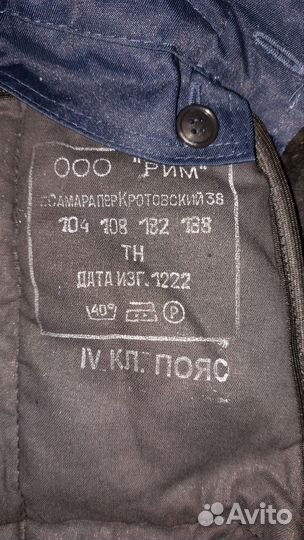 ООО "РИМ"
г.САМАРА ПЕР КРОТОВСКИЙ 38
104 108 182 188
ТН
ДАТА ИЗГ. 1222
40° P
IV КЛ. ПОЯС
Avito